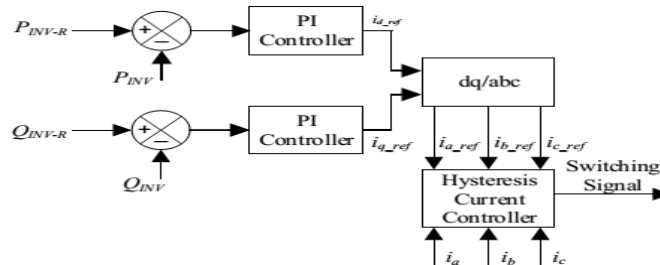 P_INV-R
+
−
P_INV
PI
Controller
i_d_ref
Q_INV-R
+
−
Q_INV
PI
Controller
i_q_ref
dq/abc
i_a_ref i_b_ref i_c_ref
Hysteresis
Current
Controller
Switching
Signal
i_a i_b i_c